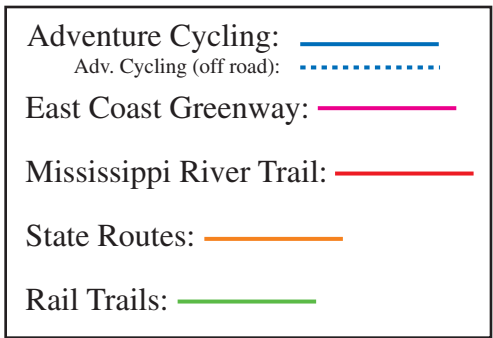 Adventure Cycling:
Adv. Cycling (off road):
East Coast Greenway:
Mississippi River Trail:
State Routes:
Rail Trails: